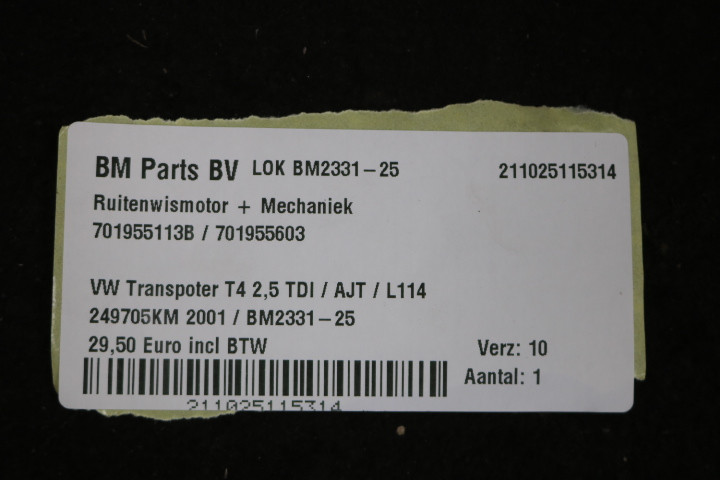 BM Parts BV LOK BM2331-25 211025115314
Ruitenwismotor + Mechaniek
701955113B / 701955603
VW Transpoter T4 2,5 TDI / AJT / L114
249705KM 2001 / BM2331-25
29,50 Euro incl BTW Verz: 10
Aantal: 1
211025115314